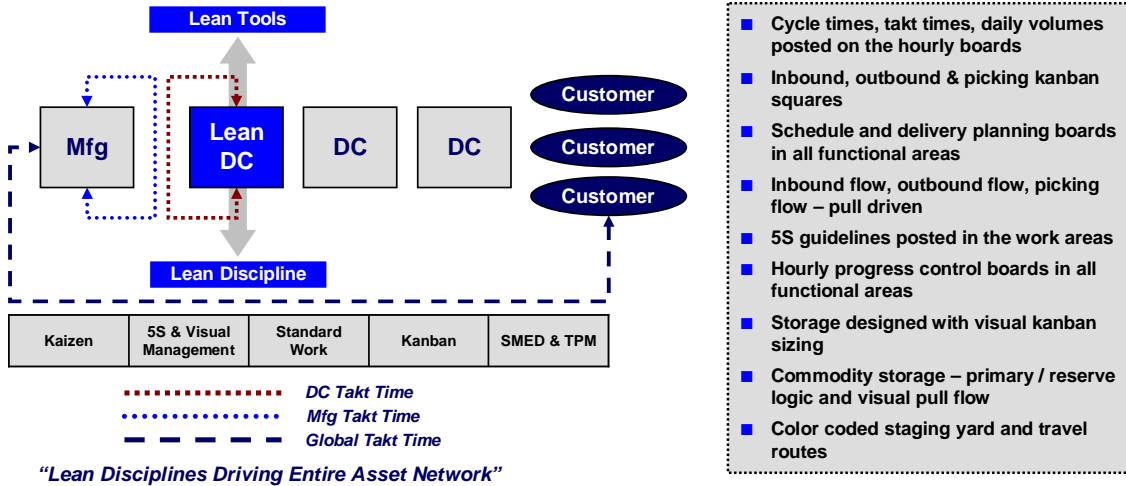 Lean Tools
Mfg
Lean
DC
DC
DC
Customer
Customer
Customer
Lean Discipline
Kaizen
5S & Visual
Management
Standard
Work
Kanban
SMED & TPM
DC Takt Time
Mfg Takt Time
Global Takt Time
“Lean Disciplines Driving Entire Asset Network”
Cycle times, takt times, daily volumes
posted on the hourly boards
Inbound, outbound & picking kanban
squares
Schedule and delivery planning boards
in all functional areas
Inbound flow, outbound flow, picking
flow – pull driven
5S guidelines posted in the work areas
Hourly progress control boards in all
functional areas
Storage designed with visual kanban
sizing
Commodity storage – primary / reserve
logic and visual pull flow
Color coded staging yard and travel
routes